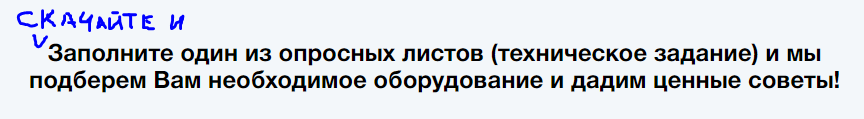 СКАЧАЙТЕ И
Заполните один из опросных листов (техническое задание) и мы
подберем Вам необходимое оборудование и дадим ценные советы!